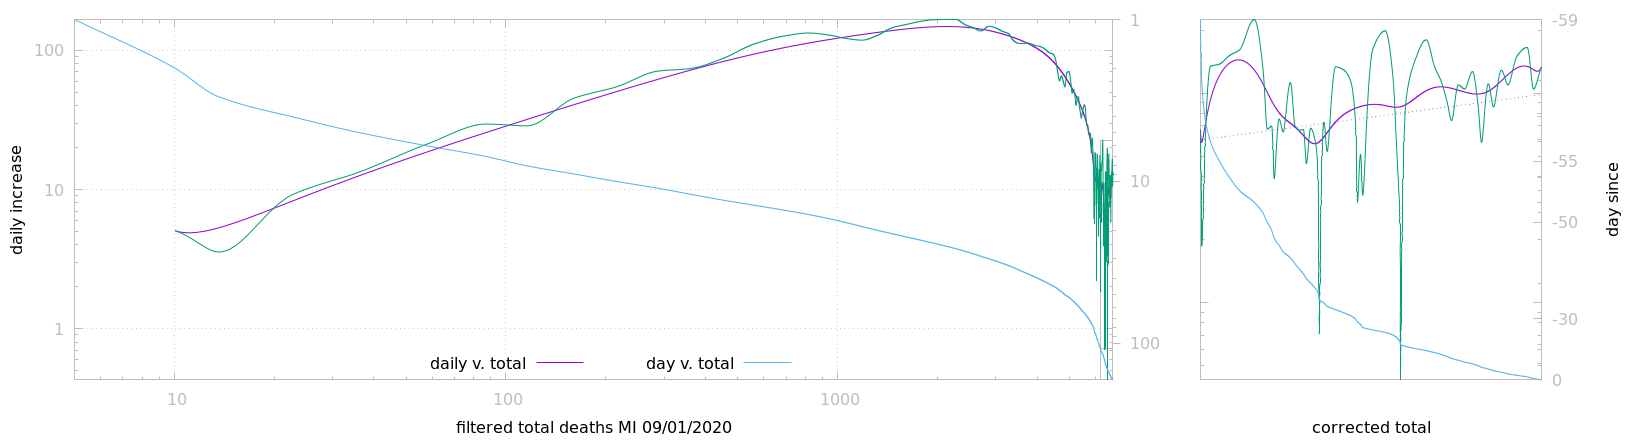 daily increase
100
10
1
10
100
1000
1
10
100
daily v. total
day v. total
filtered total deaths MI 09/01/2020
-59
-55
-50
-30
0
day since
corrected total